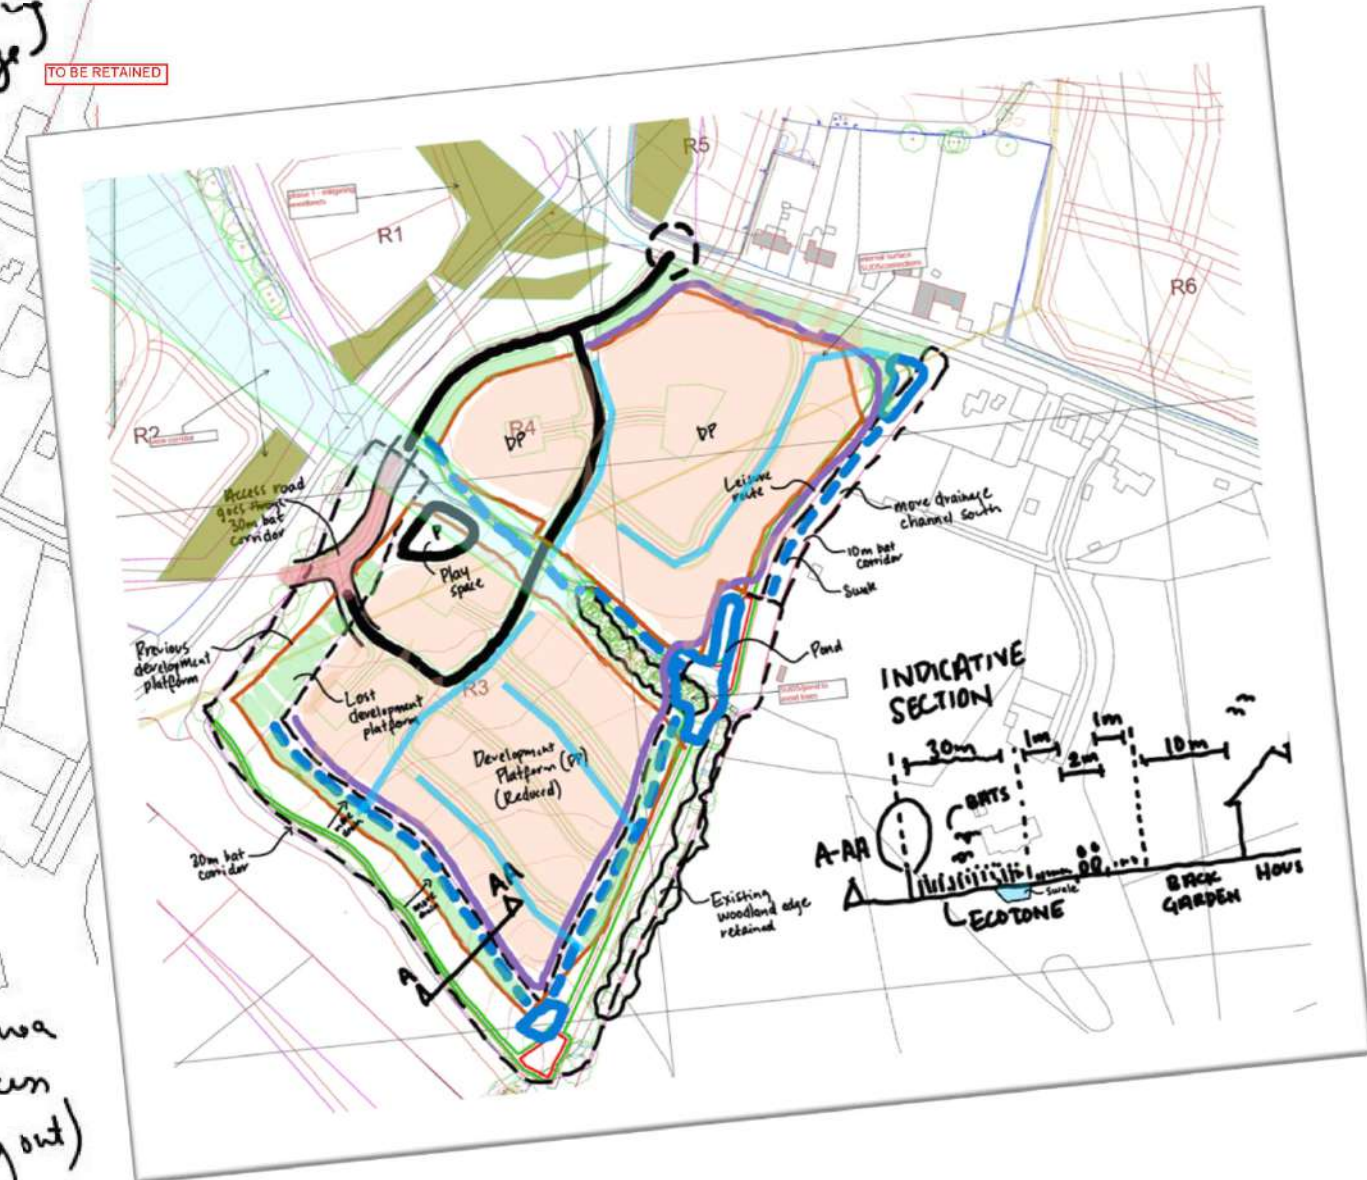 TO BE RETAINED
R5
R1
R6
R2
R4
DP
DP
Access road
goes through
30m bat
corridor
Leisure
route
move drainage
channel south
P
Play
space
10m bat
corridor
Swale
Previous
development
platform
Lost
development
platform
R3
Pond
Development
Platform (DP)
(Reduced)
30m bat
corridor
AA
A
Existing
woodland edge
retained
INDICATIVE
SECTION
30m
1m
2m
1m
10m
BATS
A-AA
swale
ECOTONE
BACK
GARDEN
HOUS
out)